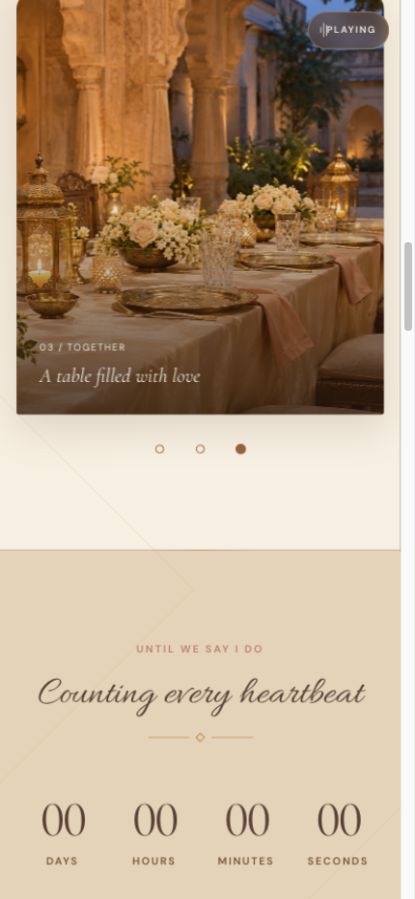 PLAYING
03 / TOGETHER
A table filled with love
UNTIL WE SAY I DO
Counting every heartbeat
00 00 00 00
DAYS HOURS MINUTES SECONDS